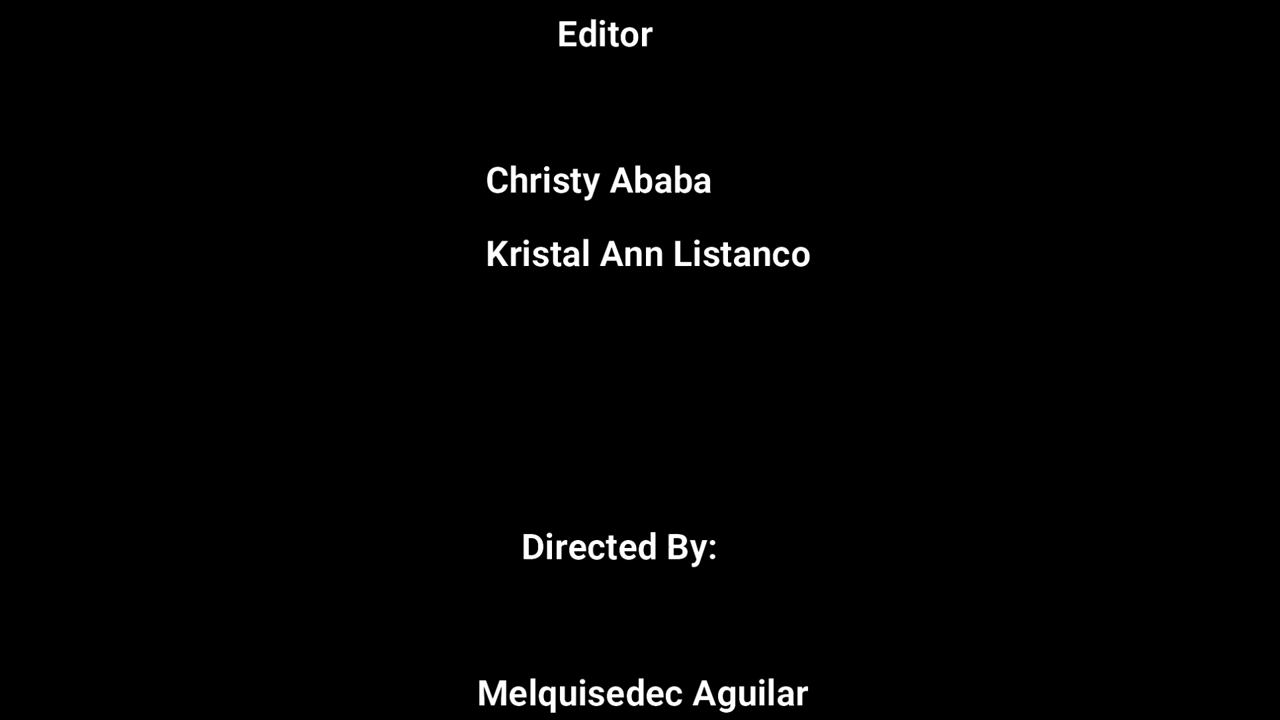 Editor
Christy Ababa
Kristal Ann Listanco
Directed By:
Melquisedec Aguilar